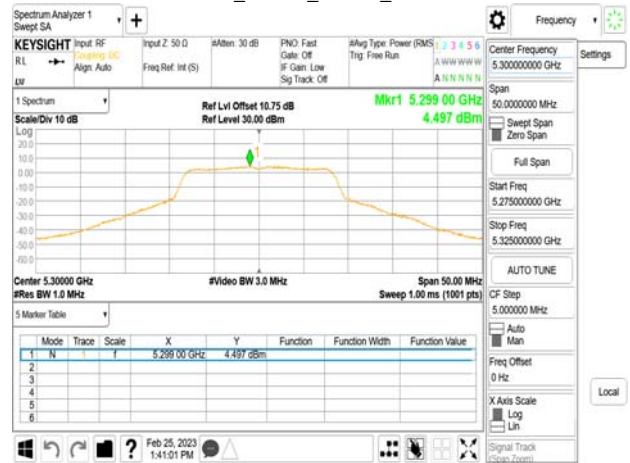 Spectrum Analyzer 1
Swept SA
Frequency
KEYSIGHT
Input: RF
Input Z: 50 Ω
#Atten: 30 dB
PNO: Fast
#Avg Type: Power (RMS
1 2 3 4 5 6
RL
Coupling: DC
Gate: Off
Trig: Free Run
A WW WW W
Align: Auto
Freq Ref: Int (S)
IF Gain: Low
Sig Track: Off
A N N N N N
Center Frequency
5.300000000 GHz
Settings
Span
50.0000000 MHz
Swept Span
Zero Span
Full Span
Start Freq
5.275000000 GHz
Stop Freq
5.325000000 GHz
AUTO TUNE
CF Step
5.000000 MHz
Auto
Man
Freq Offset
0 Hz
X Axis Scale
Log
Lin
Local
Signal Track
(Span Zoom)
1 Spectrum
Scale/Div 10 dB
Ref Lvl Offset 10.75 dB
Ref Level 30.00 dBm
Mkr1 5.299 00 GHz
4.497 dBm
Log
20.0
10.0
0.00
-10.0
-20.0
-30.0
-40.0
-50.0
-60.0
1
Center 5.30000 GHz
#Video BW 3.0 MHz
Span 50.00 MHz
#Res BW 1.0 MHz
Sweep 1.00 ms (1001 pts)
5 Marker Table
Mode Trace Scale X Y Function Function Width Function Value
1 N 1 f 5.299 00 GHz 4.497 dBm
2
3
4
5
6
Feb 25, 2023
1:41:01 PM